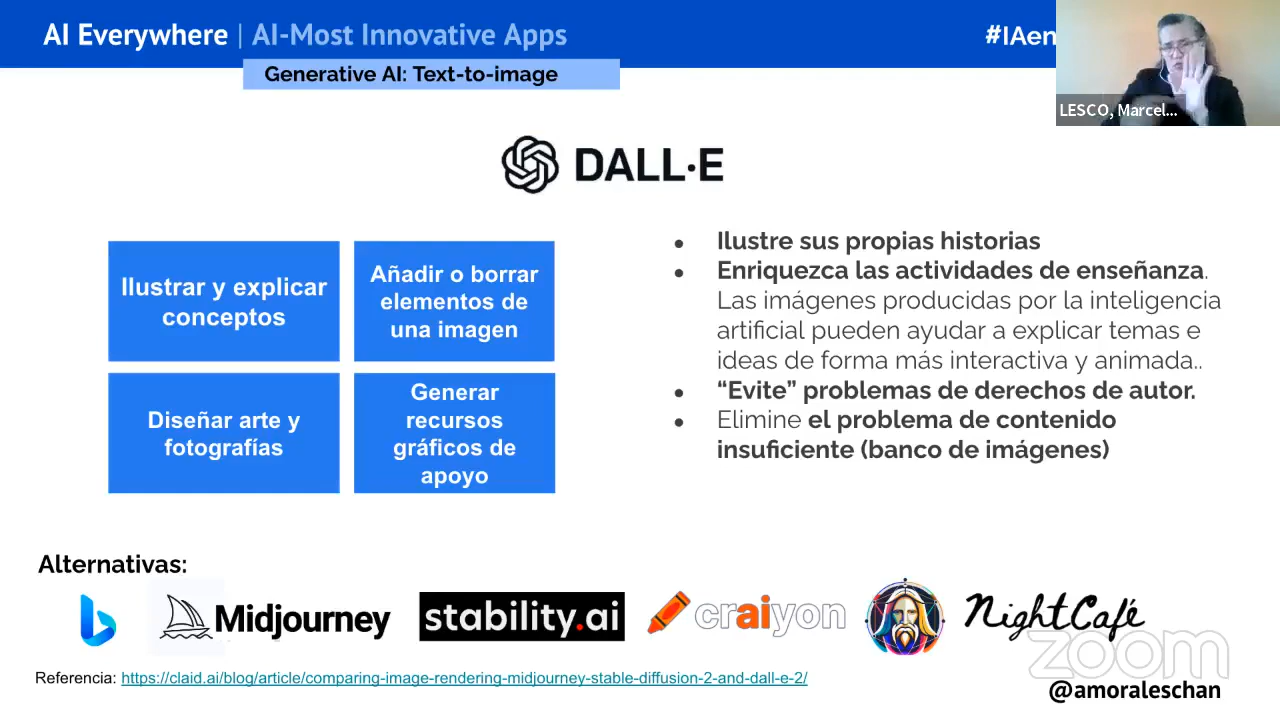 AI Everywhere | AI-Most Innovative Apps
#IAen
Generative AI: Text-to-image
LESCO, Marcel...
DALL·E
Ilustrar y explicar
conceptos
Añadir o borrar
elementos de
una imagen
Diseñar arte y
fotografías
Generar
recursos
gráficos de
apoyo
● Ilustre sus propias historias
● Enriquezca las actividades de enseñanza.
Las imágenes producidas por la inteligencia
artificial pueden ayudar a explicar temas e
ideas de forma más interactiva y animada..
● “Evite” problemas de derechos de autor.
● Elimine el problema de contenido
insuficiente (banco de imágenes)
Alternativas:
Midjourney
stability.ai
craiyon
NightCafé
zoom
Referencia: https://claid.ai/blog/article/comparing-image-rendering-midjourney-stable-diffusion-2-and-dall-e-2/
@amoraleschan